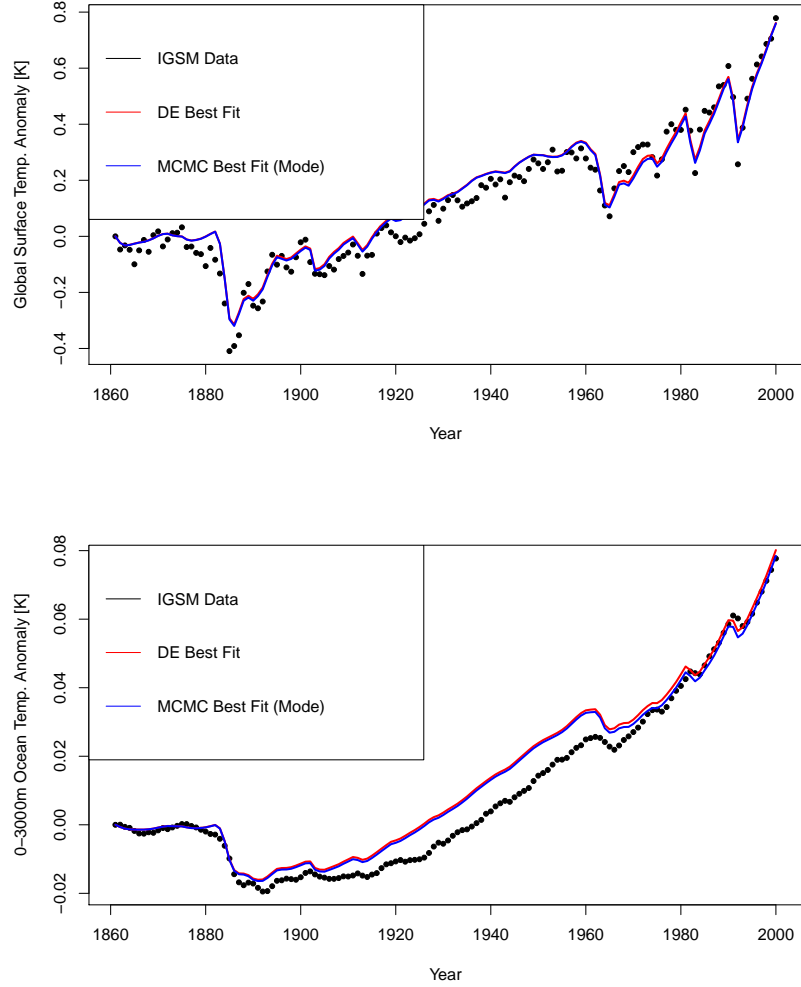 Global Surface Temp. Anomaly [K]
0.8
0.6
0.4
0.2
0.0
−0.2
−0.4
IGSM Data
DE Best Fit
MCMC Best Fit (Mode)
1860 1880 1900 1920 1940 1960 1980 2000
Year
0−3000m Ocean Temp. Anomaly [K]
0.08
0.06
0.04
0.02
0.00
−0.02
IGSM Data
DE Best Fit
MCMC Best Fit (Mode)
1860 1880 1900 1920 1940 1960 1980 2000
Year